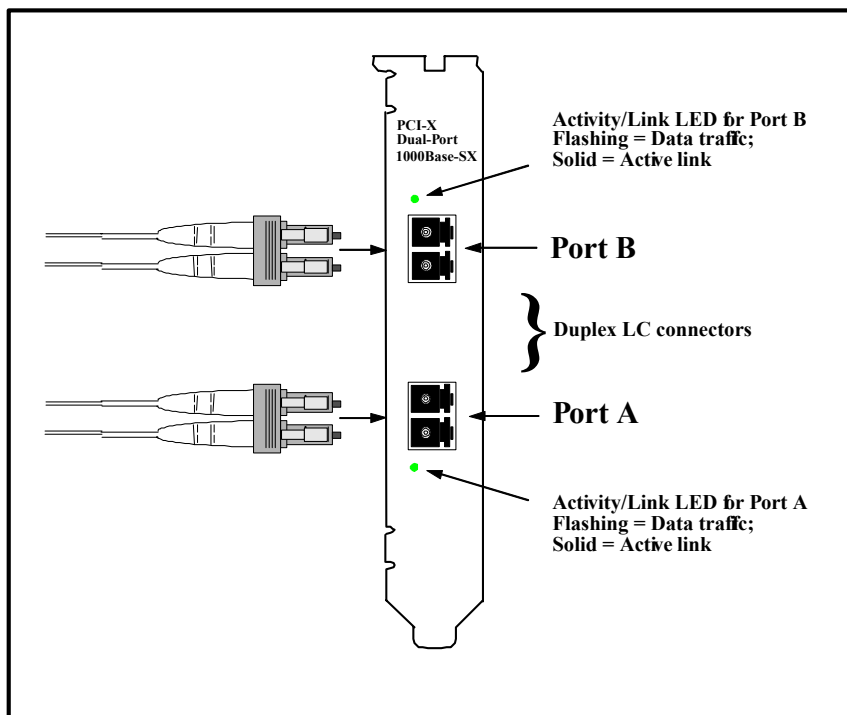 PCI-X
Dual-Port
1000Base-SX
Activity/Link LED for Port B
Flashing = Data traffic;
Solid = Active link
Port B
Duplex LC connectors
Port A
Activity/Link LED for Port A
Flashing = Data traffic;
Solid = Active link